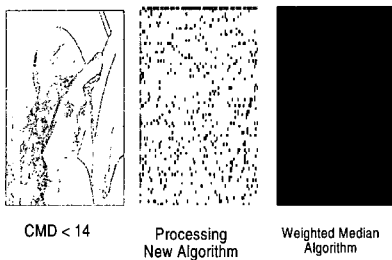 CMD < 14
Processing
New Algorithm
Weighted Median
Algorithm